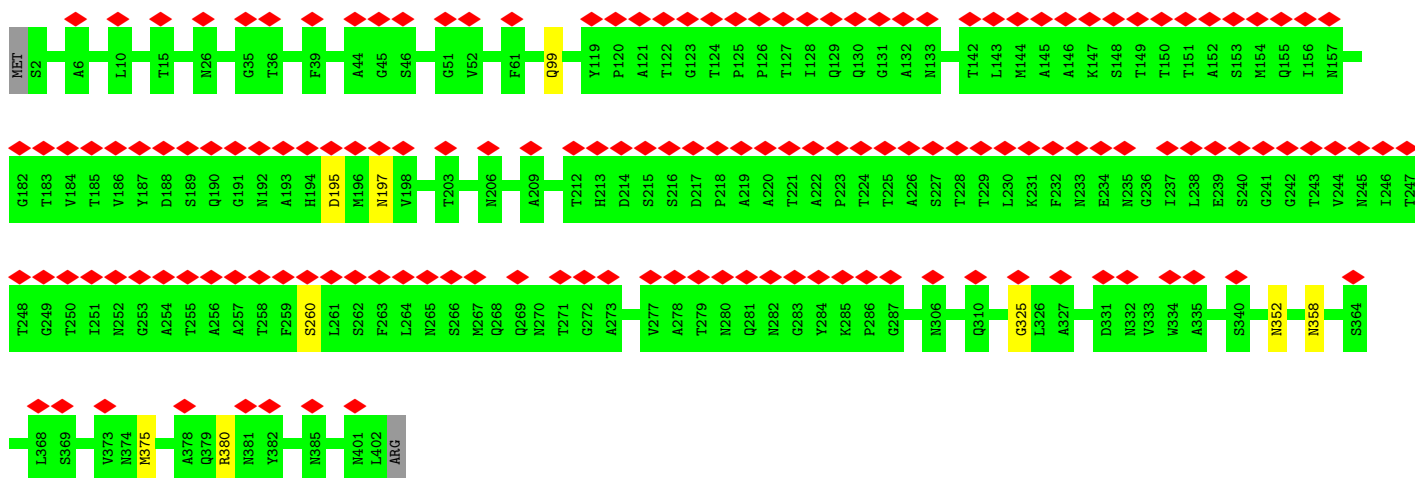 MET S2 A6 L10 T15 N26 G35 T36 F39 A44 G45 S46 G51 V52 F61 Q99 Y119 P120 A121 T122 G123 T124 P125 P126 T127 I128 Q129 Q130 G131 A132 N133 T142 L143 M144 A145 A146 K147 S148 T149 T150 T151 A152 S153 M154 Q155 I156 N157
G182 T183 V184 T185 V186 Y187 D188 S189 Q190 G191 N192 A193 H194 D195 M196 N197 V198 T203 N206 A209 T212 H213 D214 S215 S216 D217 P218 A219 A220 T221 A222 P223 T224 T225 A226 S227 T228 T229 L230 K231 F232 N233 E234 N235 G236 I237 L238 E239 S240 G241 G242 T243 V244 N245 I246 T247
T248 G249 T250 I251 N252 G253 A254 T255 A256 A257 T258 F259 S260 L261 S262 F263 L264 N265 S266 M267 Q268 Q269 N270 T271 G272 A273 V277 A278 T279 N280 Q281 N282 G283 Y284 K285 P286 G287 N306 Q310 G325 L326 A327 D331 N332 V333 W334 A335 S340 N352 N358 S364
L368 S369 V373 N374 M375 A378 Q379 R380 N381 Y382 N385 N401 L402 ARG